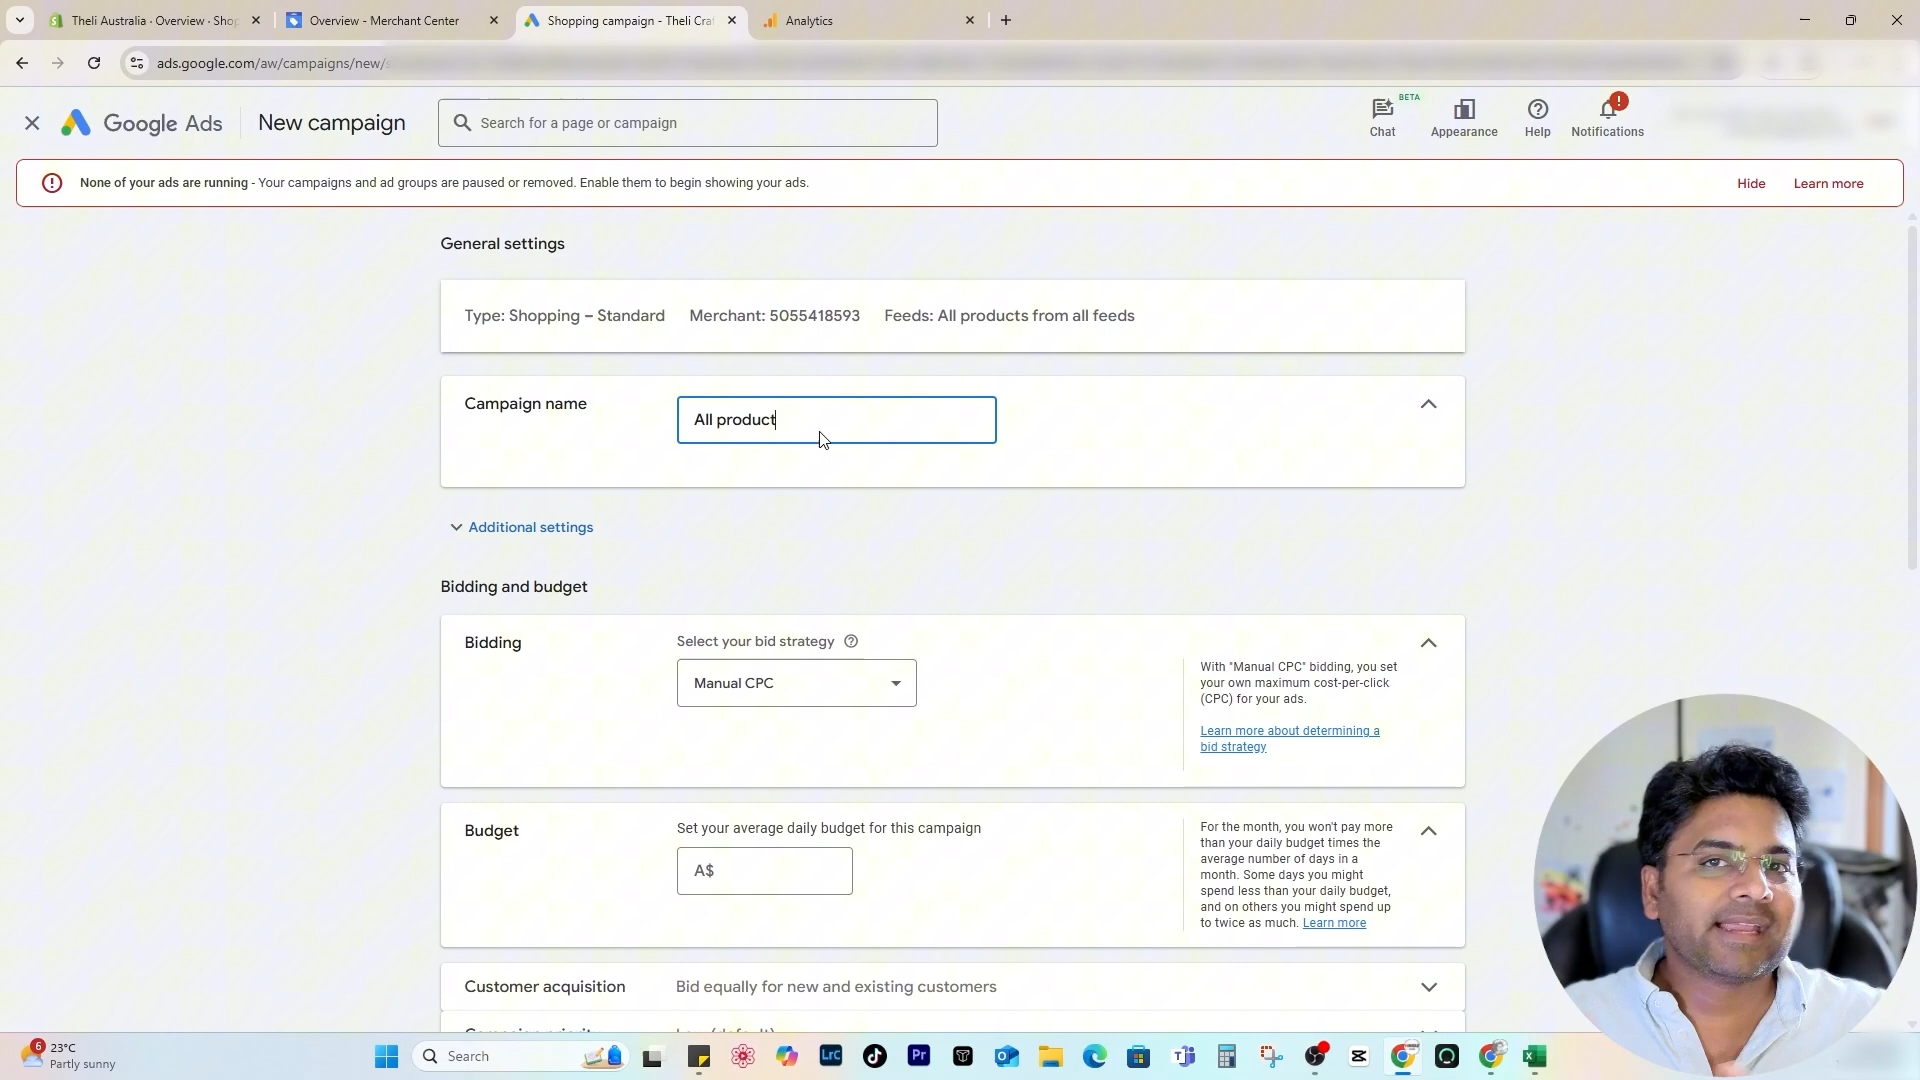 Theli Australia · Overview · Shop
Overview - Merchant Center
Shopping campaign - Theli Craf
Analytics
ads.google.com/aw/campaigns/new/
Google Ads
New campaign
Search for a page or campaign
BETA
Chat
Appearance
Help
Notifications
None of your ads are running - Your campaigns and ad groups are paused or removed. Enable them to begin showing your ads.
Hide
Learn more
General settings
Type: Shopping – Standard
Merchant: 5055418593
Feeds: All products from all feeds
Campaign name
All product
Additional settings
Bidding and budget
Bidding
Select your bid strategy
Manual CPC
With "Manual CPC" bidding, you set
your own maximum cost-per-click
(CPC) for your ads.
Learn more about determining a
bid strategy
Budget
Set your average daily budget for this campaign
A$
For the month, you won't pay more
than your daily budget times the
average number of days in a
month. Some days you might
spend less than your daily budget,
and on others you might spend up
to twice as much. Learn more
Customer acquisition
Bid equally for new and existing customers
6
23°C
Partly sunny
Search
LrC
Pr